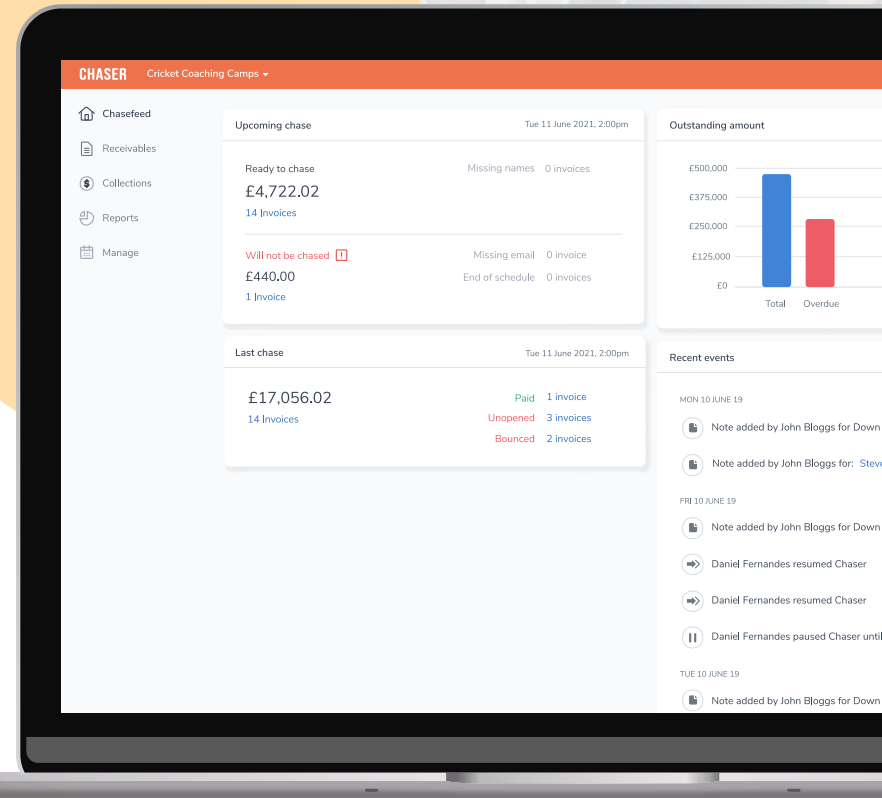 CHASER Cricket Coaching Camps
Chasefeed
Receivables
Collections
Reports
Manage
Upcoming chase Tue 11 June 2021, 2:00pm
Ready to chase Missing names 0 invoices
£4,722.02
14 Invoices
Will not be chased Missing email 0 invoice
£440.00 End of schedule 0 invoices
1 Invoice
Last chase Tue 11 June 2021, 2:00pm
£17,056.02 Paid 1 invoice
14 Invoices Unopened 3 invoices
Bounced 2 invoices
Outstanding amount
£500,000
£375,000
£250,000
£125,000
£0
Total Overdue
Recent events
MON 10 JUNE 19
Note added by John Bloggs for Down
Note added by John Bloggs for: Steve
FRI 10 JUNE 19
Note added by John Bloggs for Down
Daniel Fernandes resumed Chaser
Daniel Fernandes resumed Chaser
Daniel Fernandes paused Chaser until
TUE 10 JUNE 19
Note added by John Bloggs for Down